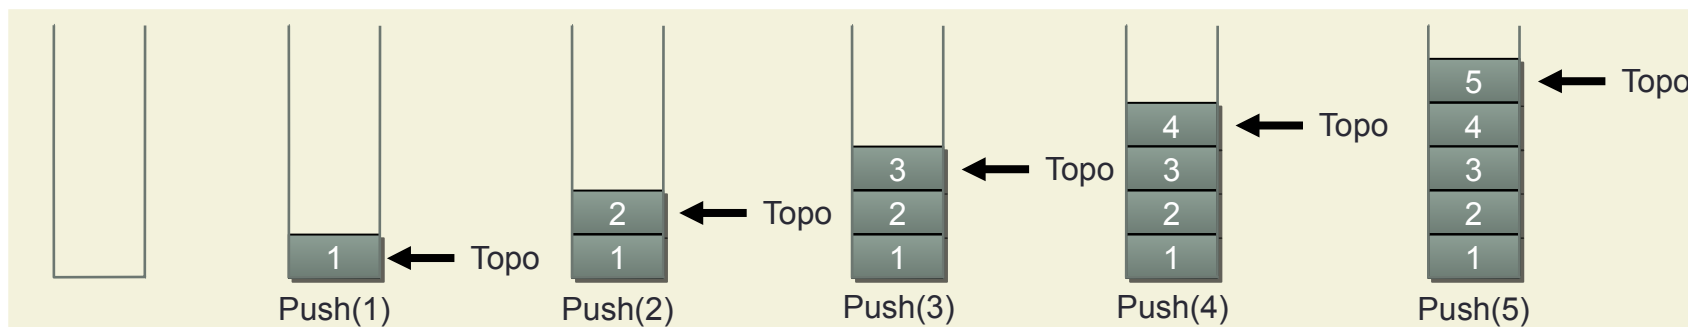 5 Topo
4 Topo 4
3 Topo 3 3
2 Topo 2 2 2
1 Topo 1 1 1 1
Push(1) Push(2) Push(3) Push(4) Push(5)